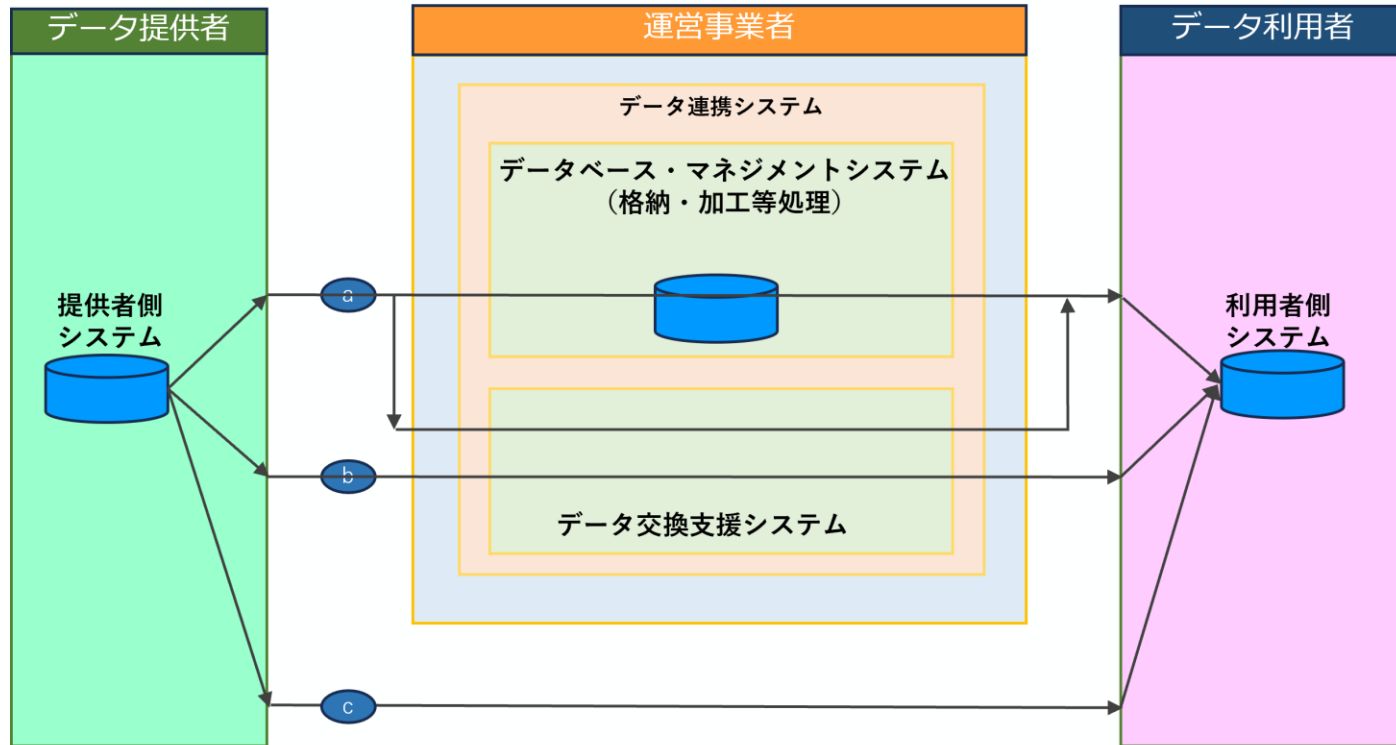 データ提供者
運営事業者
データ利用者
データ連携システム
データベース・マネジメントシステム
（格納・加工等処理）
a
提供者側
システム
利用者側
システム
b
データ交換支援システム
c